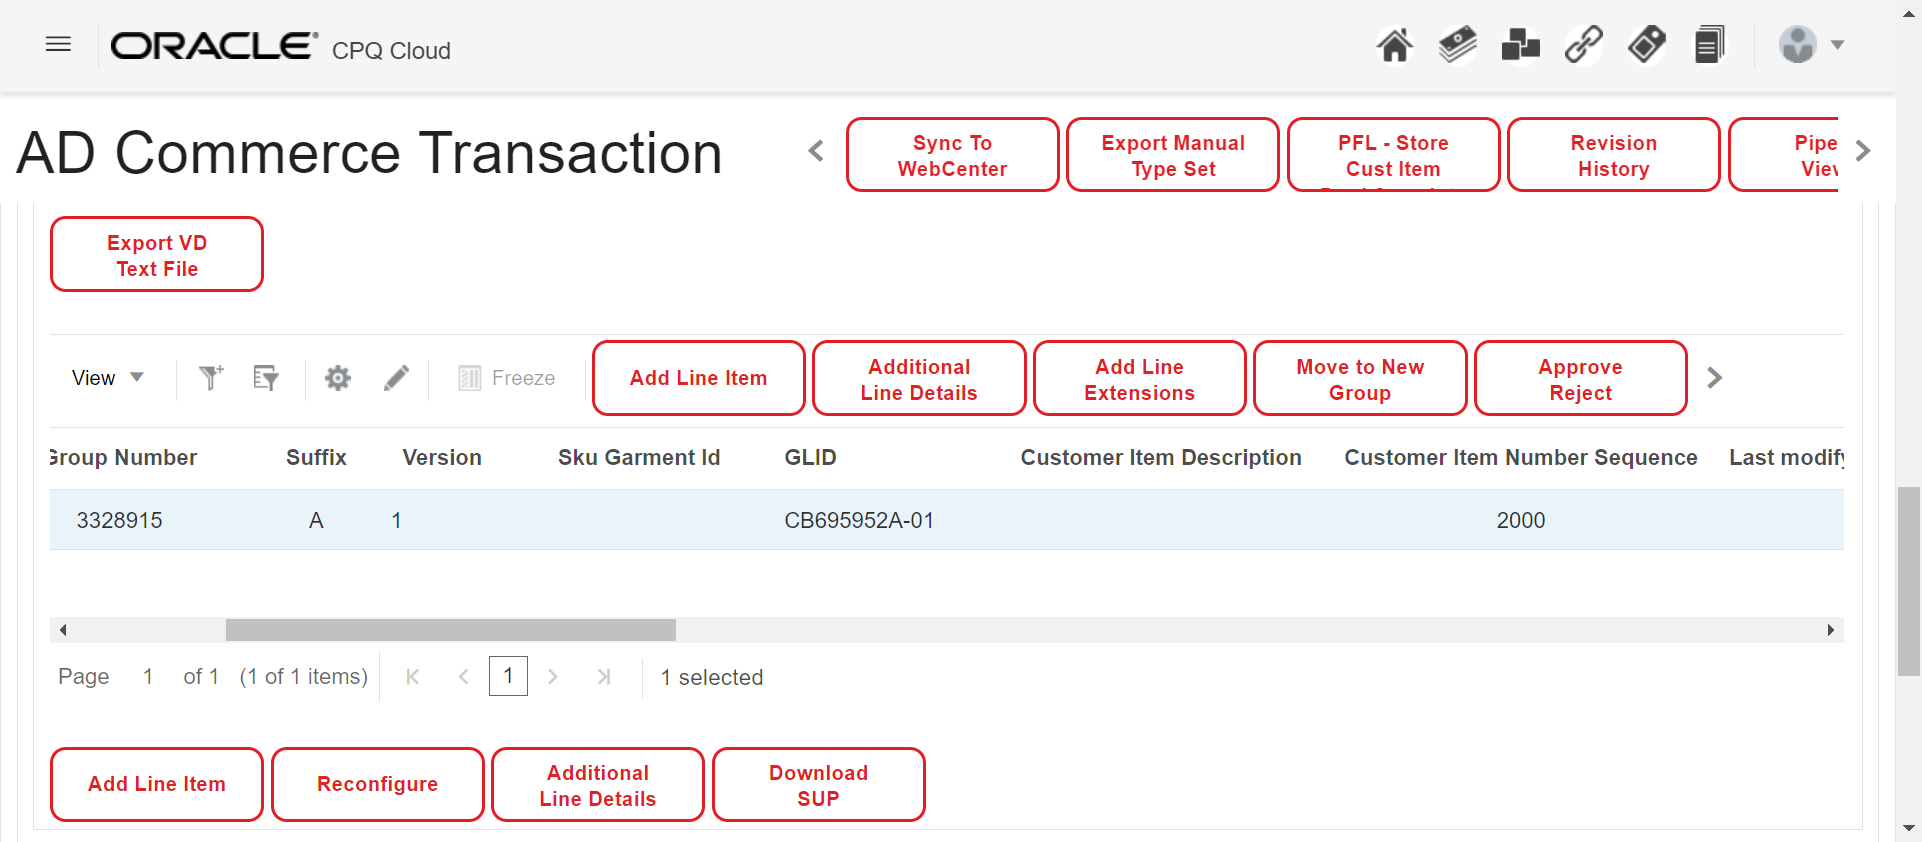 ORACLE® CPQ Cloud
AD Commerce Transaction
Sync To
WebCenter
Export Manual
Type Set
PFL - Store
Cust Item
Revision
History
Pipe
View
Export VD
Text File
View
Freeze
Add Line Item
Additional
Line Details
Add Line
Extensions
Move to New
Group
Approve
Reject
Group Number Suffix Version Sku Garment Id GLID Customer Item Description Customer Item Number Sequence Last modify
3328915 A 1 CB695952A-01 2000
Page 1 of 1 (1 of 1 items) 1 1 selected
Add Line Item
Reconfigure
Additional
Line Details
Download
SUP